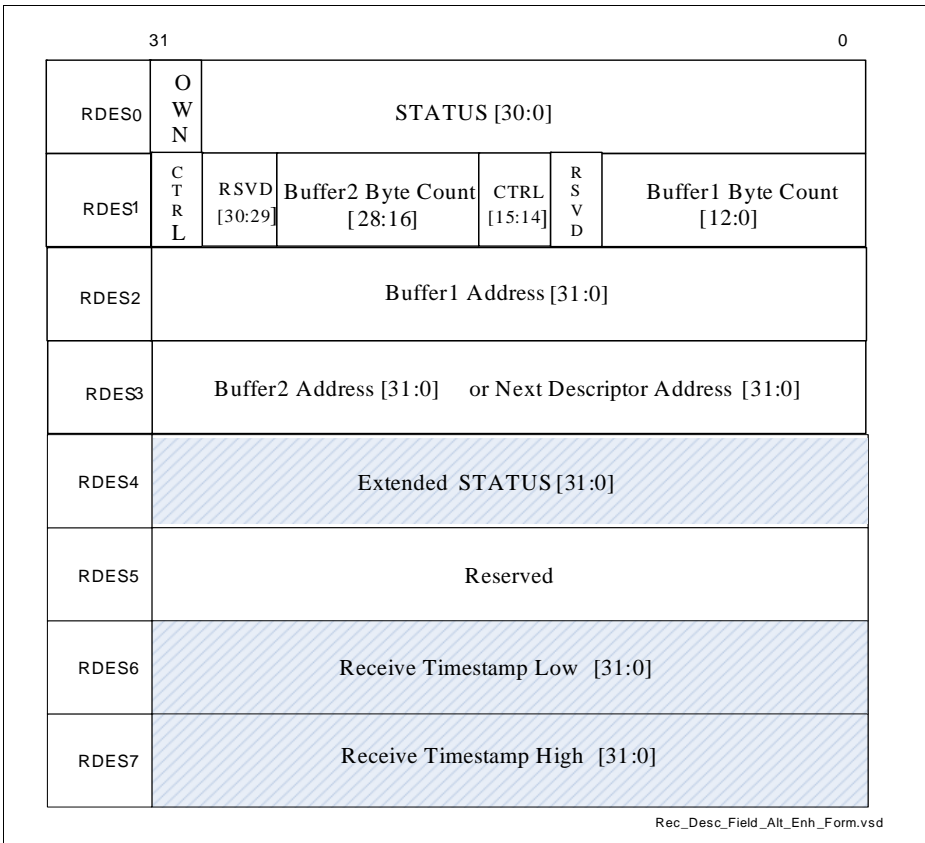 31 0
RDES0 OWN STATUS [30:0]
RDES1 CTRL RSVD [30:29] Buffer2 Byte Count [28:16] CTRL [15:14] RSVD Buffer1 Byte Count [12:0]
RDES2 Buffer1 Address [31:0]
RDES3 Buffer2 Address [31:0] or Next Descriptor Address [31:0]
RDES4 Extended STATUS [31:0]
RDES5 Reserved
RDES6 Receive Timestamp Low [31:0]
RDES7 Receive Timestamp High [31:0]
Rec_Desc_Field_Alt_Enh_Form.vsd